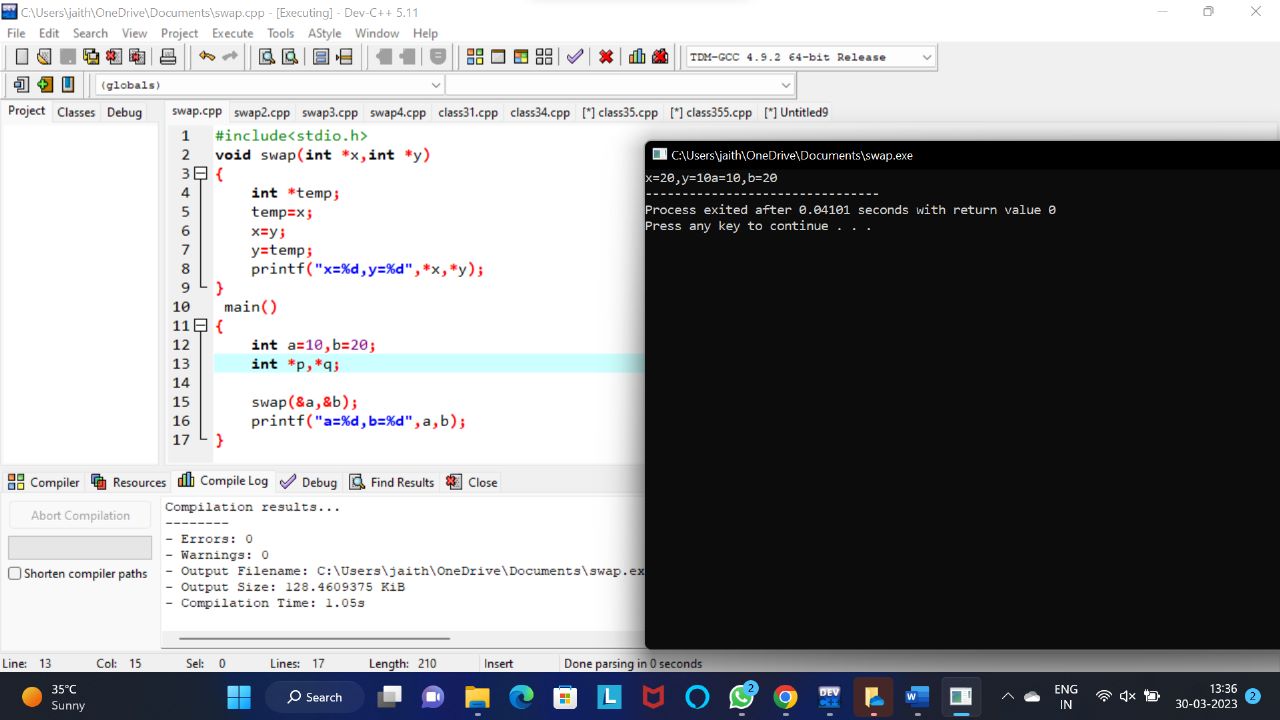 C:\Users\jaith\OneDrive\Documents\swap.cpp - [Executing] - Dev-C++ 5.11
File Edit Search View Project Execute Tools AStyle Window Help
TDM-GCC 4.9.2 64-bit Release
(globals)
Project Classes Debug
swap.cpp swap2.cpp swap3.cpp swap4.cpp class31.cpp class34.cpp [*] class35.cpp [*] class355.cpp [*] Untitled9
1 #include<stdio.h>
2 void swap(int *x,int *y)
3 {
4 int *temp;
5 temp=x;
6 x=y;
7 y=temp;
8 printf("x=%d,y=%d",*x,*y);
9 }
10 main()
11 {
12 int a=10,b=20;
13 int *p,*q;
14
15 swap(&a,&b);
16 printf("a=%d,b=%d",a,b);
17 }
C:\Users\jaith\OneDrive\Documents\swap.exe
x=20,y=10a=10,b=20
--------------------------------
Process exited after 0.04101 seconds with return value 0
Press any key to continue . . .
Compiler Resources Compile Log Debug Find Results Close
Abort Compilation
Shorten compiler paths
Compilation results...
--------
- Errors: 0
- Warnings: 0
- Output Filename: C:\Users\jaith\OneDrive\Documents\swap.ex
- Output Size: 128.4609375 KiB
- Compilation Time: 1.05s
Line: 13 Col: 15 Sel: 0 Lines: 17 Length: 210 Insert Done parsing in 0 seconds
35°C
Sunny
Search
L
2
DEV
C++
W
ENG
IN
13:36
30-03-2023
2